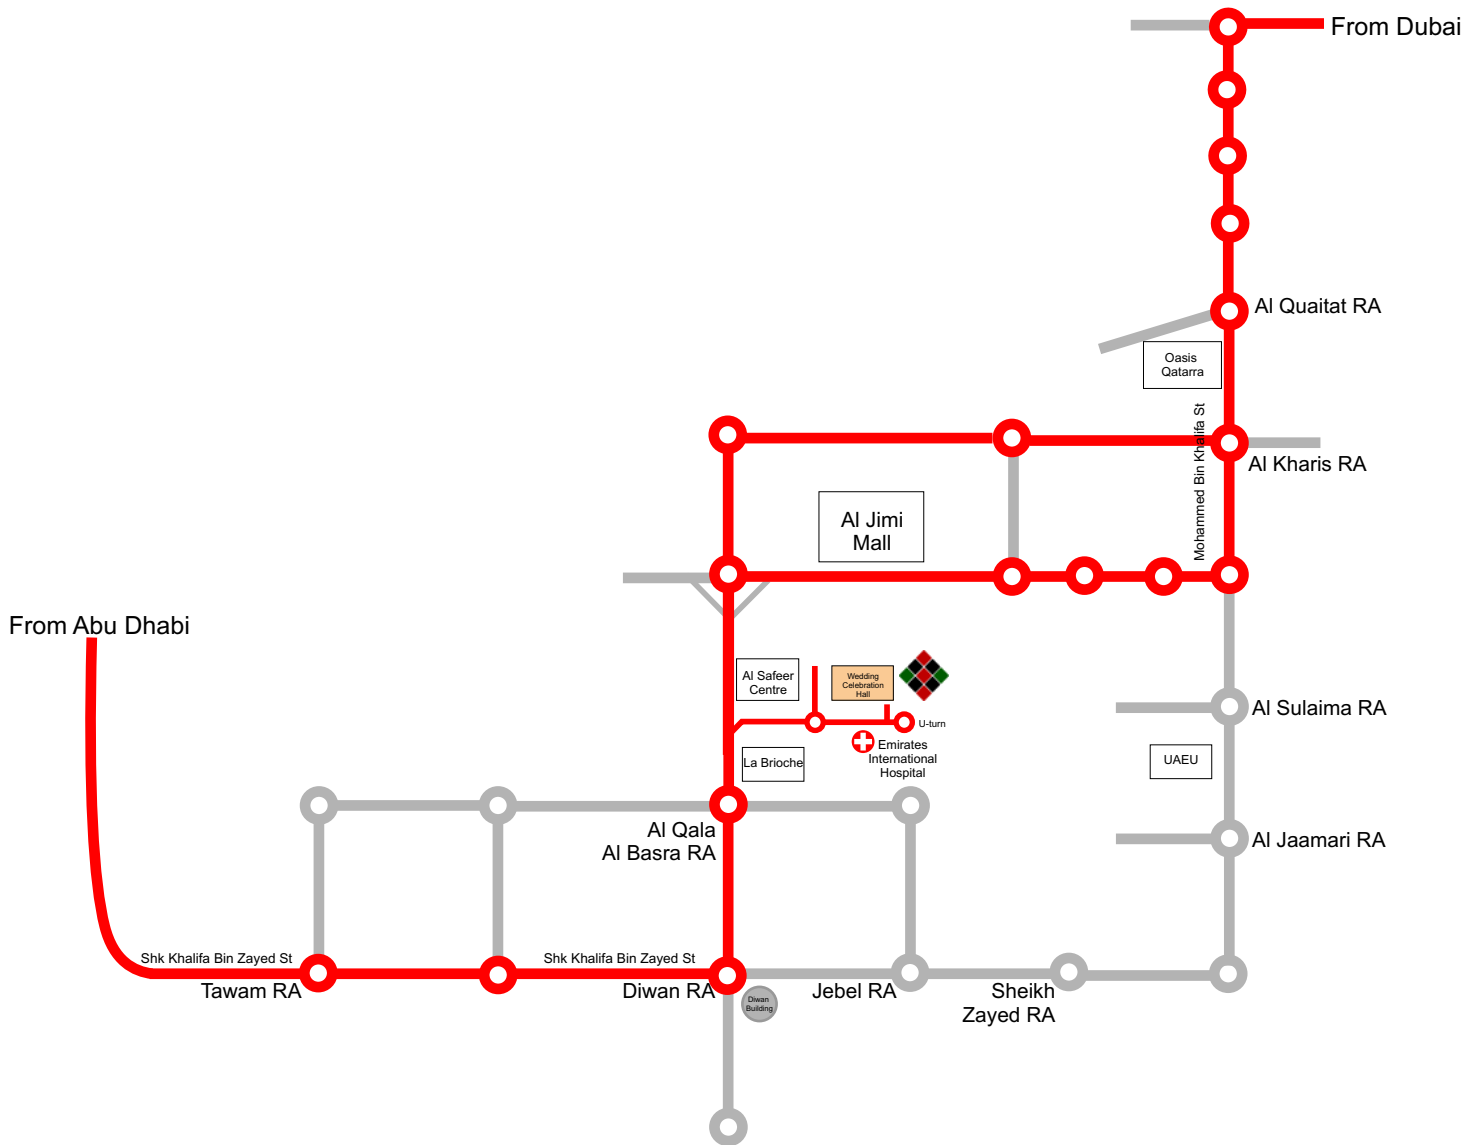 From Dubai
Al Quaitat RA
Oasis
Qatarra
Mohammed Bin Khalifa St
Al Kharis RA
Al Jimi
Mall
From Abu Dhabi
Al Safeer
Centre
Wedding
Celebration
Hall
U-turn
Al Sulaima RA
Emirates
International
Hospital
La Brioche
UAEU
Al Qala
Al Basra RA
Al Jaamari RA
Shk Khalifa Bin Zayed St
Shk Khalifa Bin Zayed St
Tawam RA
Diwan RA
Diwan
Building
Jebel RA
Sheikh
Zayed RA